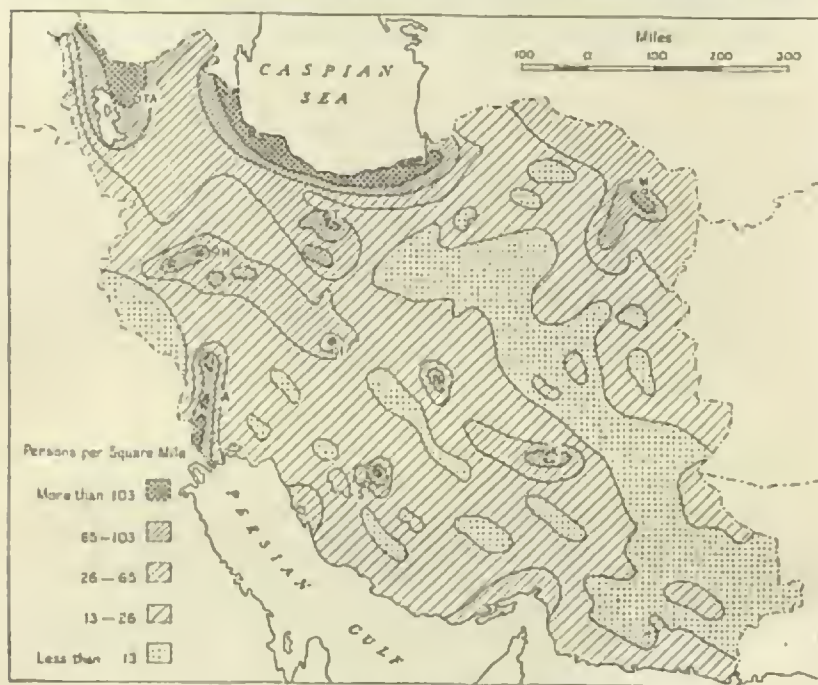 CASPIAN
SEA
Miles
100 0 100 200 300
TA
M
T
H
A
K
S
PERSIAN
GULF
Persons per Square Mile
More than 103
65—103
26—65
13—26
Less than 13